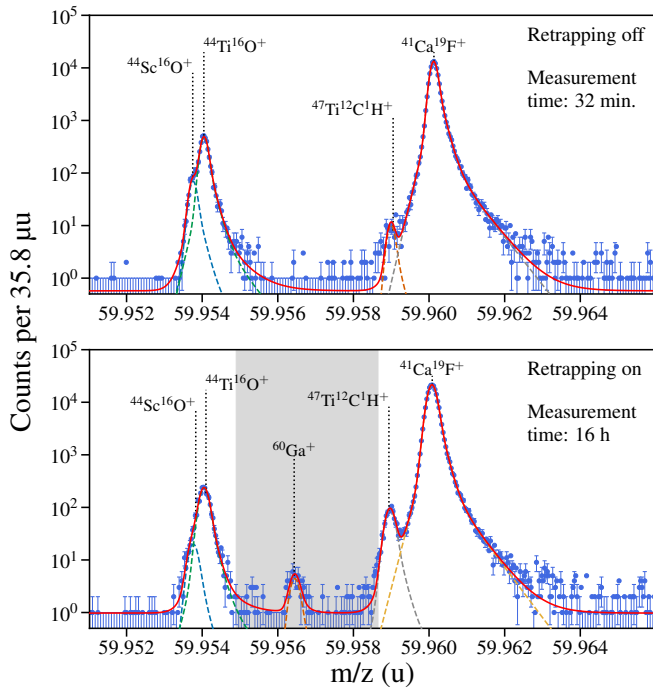 Counts per 35.8 μu
10⁵
10⁴
10³
10²
10¹
10⁰
⁴⁴Sc¹⁶O⁺
⁴⁴Ti¹⁶O⁺
⁴⁷Ti¹²C¹H⁺
⁴¹Ca¹⁹F⁺
Retrapping off
Measurement
time: 32 min.
59.952 59.954 59.956 59.958 59.960 59.962 59.964
10⁵
10⁴
10³
10²
10¹
10⁰
⁴⁴Sc¹⁶O⁺
⁴⁴Ti¹⁶O⁺
⁶⁰Ga⁺
⁴⁷Ti¹²C¹H⁺
⁴¹Ca¹⁹F⁺
Retrapping on
Measurement
time: 16 h
59.952 59.954 59.956 59.958 59.960 59.962 59.964
m/z (u)